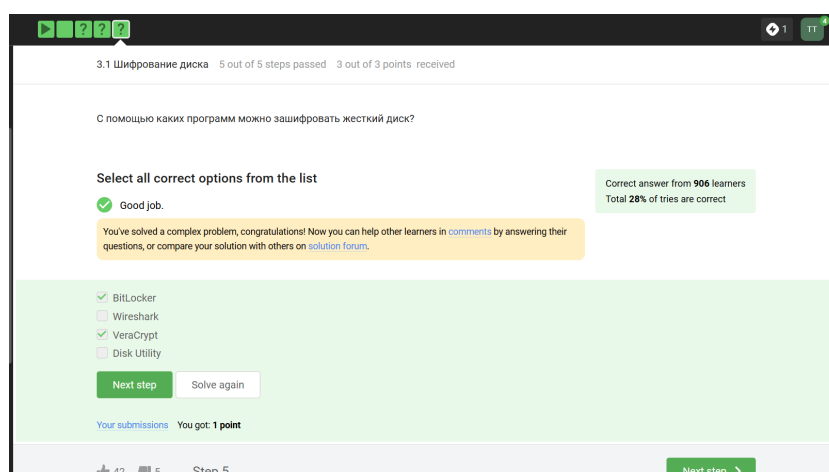 ? ? ?
1
TT
4
3.1 Шифрование диска 5 out of 5 steps passed 3 out of 3 points received
С помощью каких программ можно зашифровать жесткий диск?
Select all correct options from the list
Good job.
Correct answer from 906 learners
Total 28% of tries are correct
You've solved a complex problem, congratulations! Now you can help other learners in comments by answering their
questions, or compare your solution with others on solution forum.
BitLocker
Wireshark
VeraCrypt
Disk Utility
Next step Solve again
Your submissions You got: 1 point
42 5 Step 5 Next step